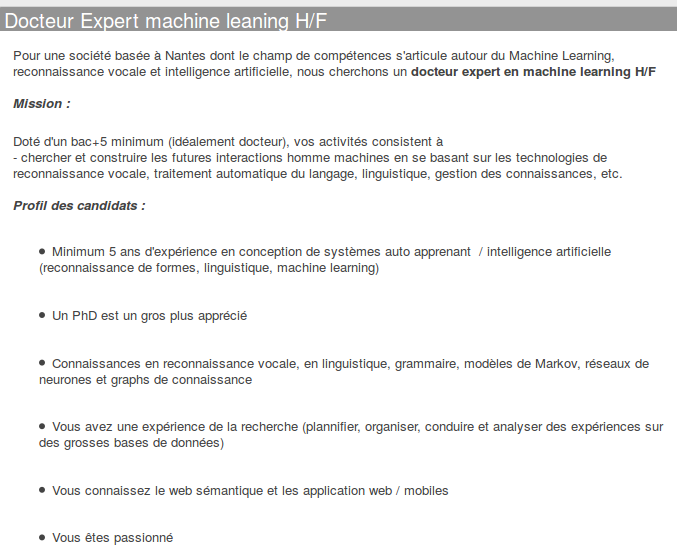 Docteur Expert machine leaning H/F
Pour une société basée à Nantes dont le champ de compétences s'articule autour du Machine Learning,
reconnaissance vocale et intelligence artificielle, nous cherchons un docteur expert en machine learning H/F
Mission :
Doté d'un bac+5 minimum (idéalement docteur), vos activités consistent à
- chercher et construire les futures interactions homme machines en se basant sur les technologies de
reconnaissance vocale, traitement automatique du langage, linguistique, gestion des connaissances, etc.
Profil des candidats :
● Minimum 5 ans d'expérience en conception de systèmes auto apprenant / intelligence artificielle
(reconnaissance de formes, linguistique, machine learning)
● Un PhD est un gros plus apprécié
● Connaissances en reconnaissance vocale, en linguistique, grammaire, modèles de Markov, réseaux de
neurones et graphs de connaissance
● Vous avez une expérience de la recherche (plannifier, organiser, conduire et analyser des expériences sur
des grosses bases de données)
● Vous connaissez le web sémantique et les application web / mobiles
● Vous êtes passionné